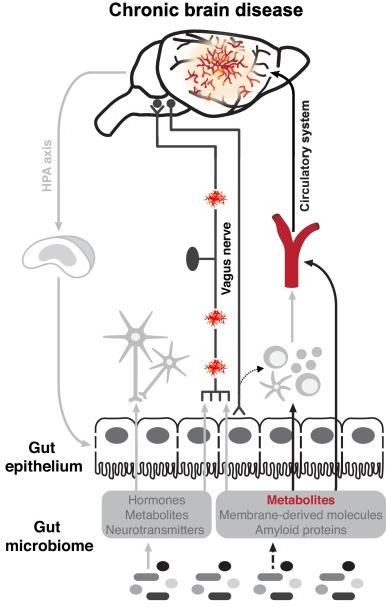 Chronic brain disease
HPA axis
Circulatory system
Vagus nerve
Gut
epithelium
Hormones
Metabolites
Neurotransmitters
Metabolites
Membrane-derived molecules
Amyloid proteins
Gut
microbiome